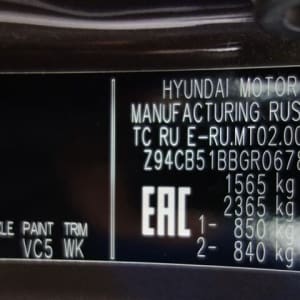 HYUNDAI MOTOR
MANUFACTURING RUS
TC RU E-RU.MT02.00
Z94CB51BBGR0678
1565 kg
2365 kg
EAC
1- 850 kg
2- 840 kg
PAINT TRIM
VC5 WK